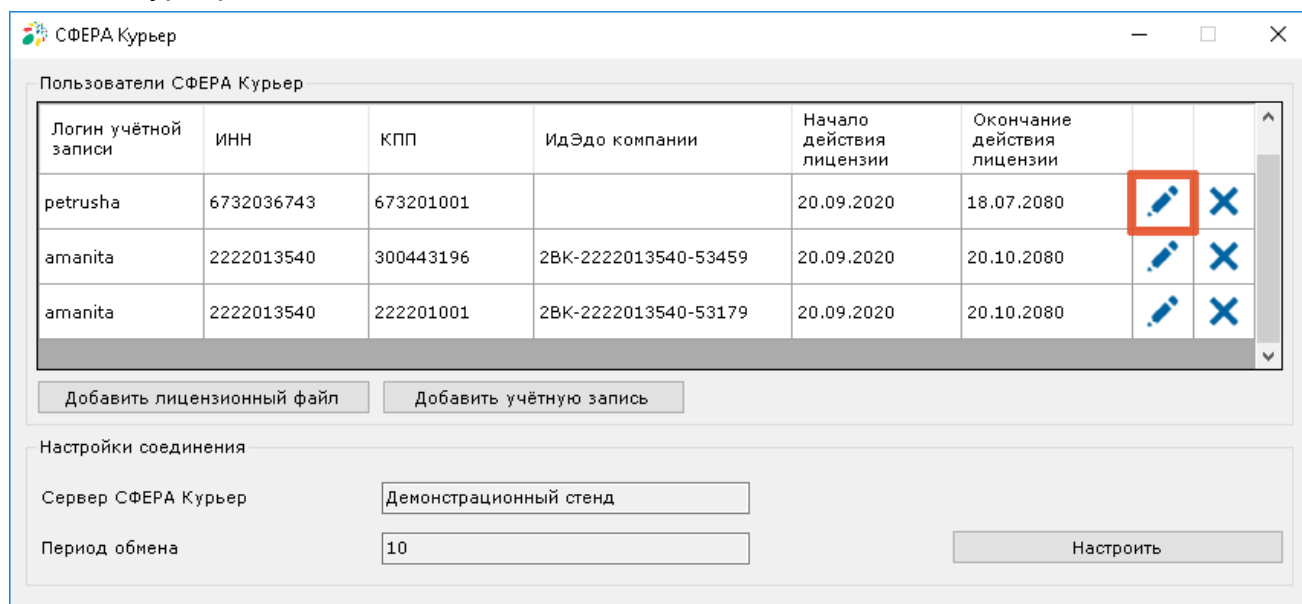 СФЕРА Курьер
Пользователи СФЕРА Курьер
Логин учётной записи ИНН КПП ИдЭдо компании Начало действия лицензии Окончание действия лицензии
petrusha 6732036743 673201001 20.09.2020 18.07.2080
amanita 2222013540 300443196 2BK-2222013540-53459 20.09.2020 20.10.2080
amanita 2222013540 222201001 2BK-2222013540-53179 20.09.2020 20.10.2080
Добавить лицензионный файл Добавить учётную запись
Настройки соединения
Сервер СФЕРА Курьер Демонстрационный стенд
Период обмена 10 Настроить